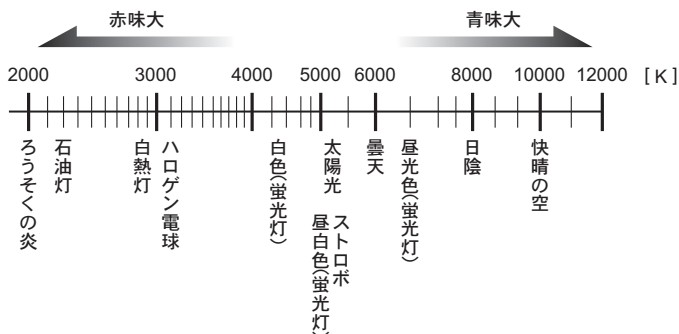 赤味大
青味大
2000 3000 4000 5000 6000 8000 10000 12000 [K]
ろうそくの炎
石油灯
白熱灯
ハロゲン電球
白色(蛍光灯)
太陽光
曇天
昼光色(蛍光灯)
日陰
快晴の空
ストロボ
昼白色(蛍光灯)